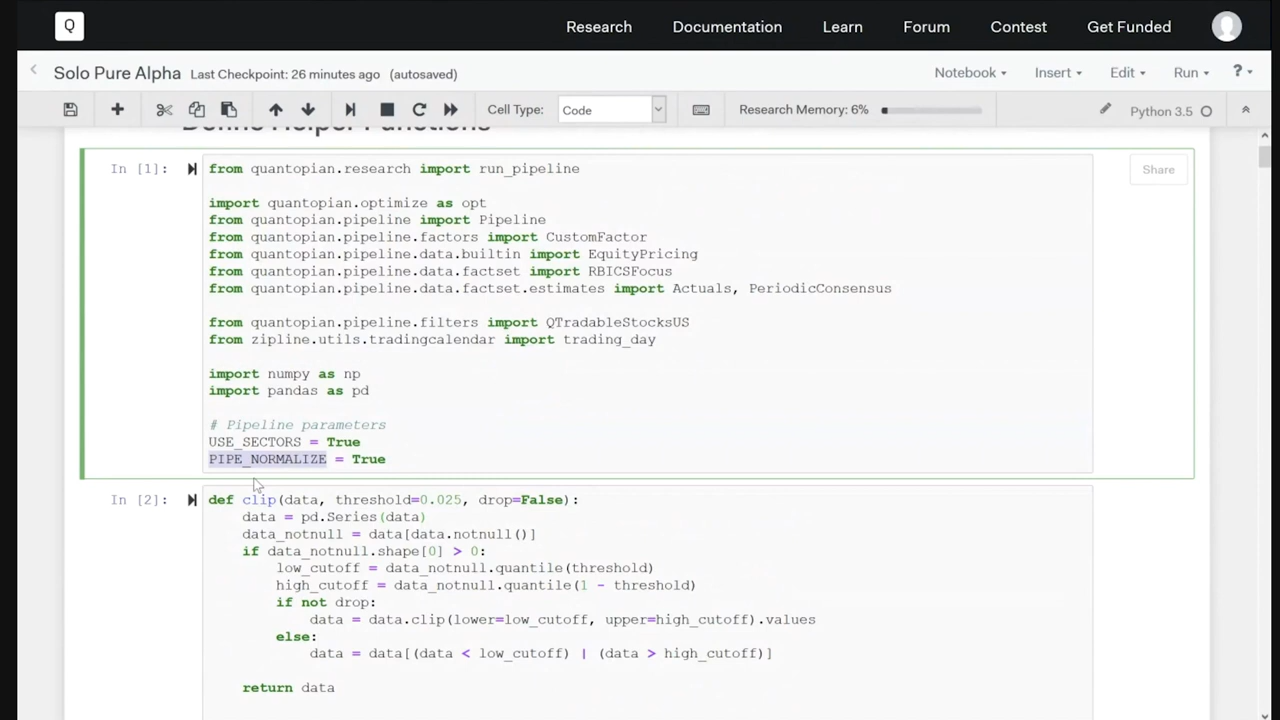 Q Research Documentation Learn Forum Contest Get Funded
Solo Pure Alpha Last Checkpoint: 26 minutes ago (autosaved) Notebook Insert Edit Run ?
Cell Type: Code Research Memory: 6% Python 3.5
Define Helper Functions
In [1]:
Share
from quantopian.research import run_pipeline
import quantopian.optimize as opt
from quantopian.pipeline import Pipeline
from quantopian.pipeline.factors import CustomFactor
from quantopian.pipeline.data.builtin import EquityPricing
from quantopian.pipeline.data.factset import RBICSFocus
from quantopian.pipeline.data.factset.estimates import Actuals, PeriodicConsensus
from quantopian.pipeline.filters import QTradableStocksUS
from zipline.utils.tradingcalendar import trading_day
import numpy as np
import pandas as pd
# Pipeline parameters
USE_SECTORS = True
PIPE_NORMALIZE = True
In [2]:
def clip(data, threshold=0.025, drop=False):
    data = pd.Series(data)
    data_notnull = data[data.notnull()]
    if data_notnull.shape[0] > 0:
        low_cutoff = data_notnull.quantile(threshold)
        high_cutoff = data_notnull.quantile(1 - threshold)
        if not drop:
            data = data.clip(lower=low_cutoff, upper=high_cutoff).values
        else:
            data = data[(data < low_cutoff) | (data > high_cutoff)]
    return data